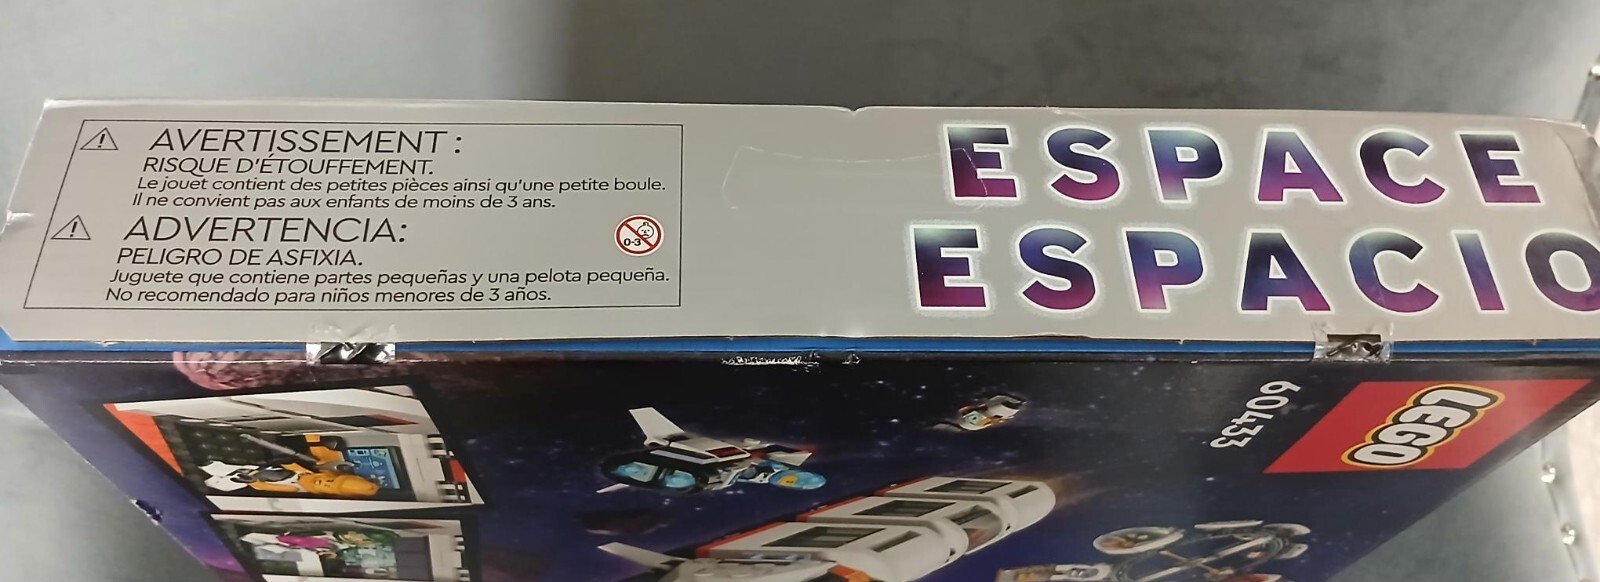 AVERTISSEMENT :
RISQUE D'ÉTOUFFEMENT.
Le jouet contient des petites pièces ainsi qu'une petite boule.
Il ne convient pas aux enfants de moins de 3 ans.
ADVERTENCIA:
PELIGRO DE ASFIXIA.
Juguete que contiene partes pequeñas y una pelota pequeña.
No recomendado para niños menores de 3 años.
0-3
ESPACE
ESPACIO
60433
LEGO